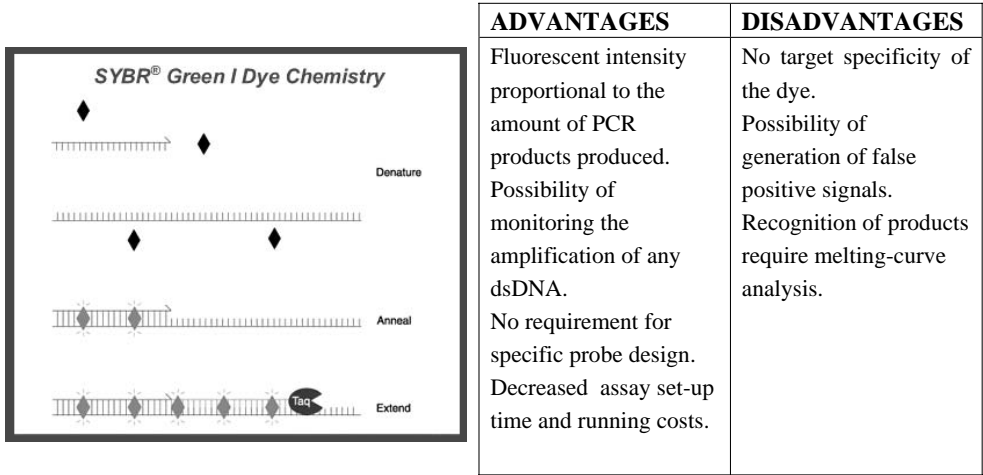 SYBR® Green I Dye Chemistry
Denature
Anneal
Taq
Extend
ADVANTAGES
Fluorescent intensity
proportional to the
amount of PCR
products produced.
Possibility of
monitoring the
amplification of any
dsDNA.
No requirement for
specific probe design.
Decreased assay set-up
time and running costs.
DISADVANTAGES
No target specificity of
the dye.
Possibility of
generation of false
positive signals.
Recognition of products
require melting-curve
analysis.